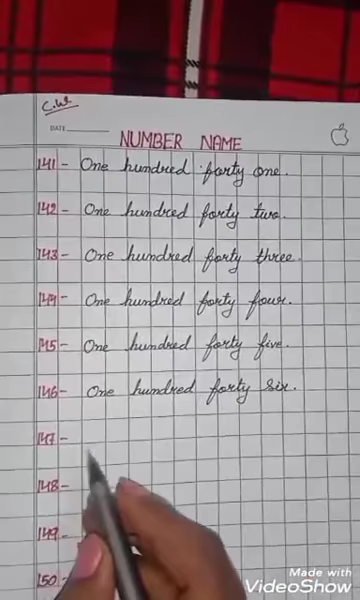 C.W
DATE
NUMBER NAME
141 - One hundred forty one.
142 - One hundred forty two.
143 - One hundred forty three.
144 - One hundred forty four.
145 - One hundred forty five.
146 - One hundred forty six.
147 -
148 -
149 -
150 -
Made with
VideoShow